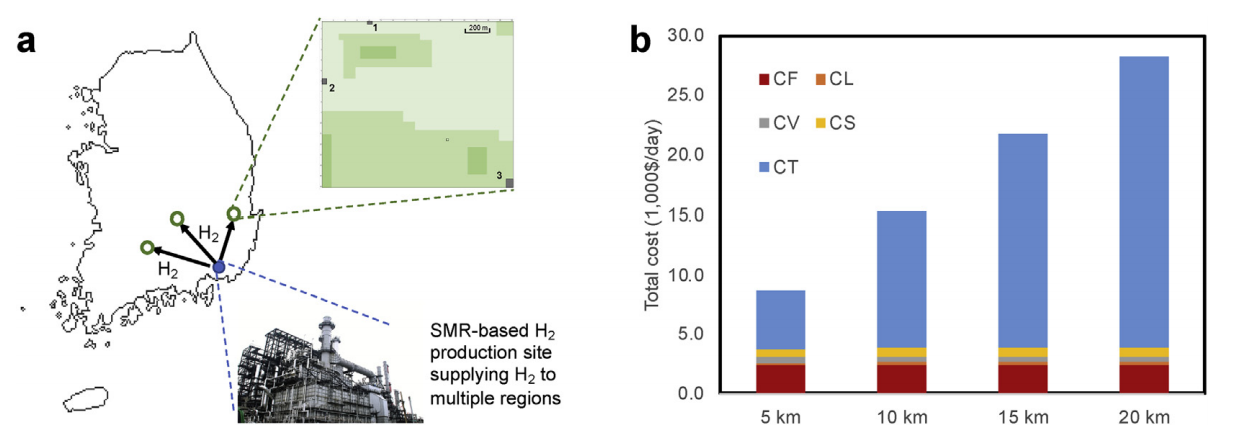 a
1
200 m
2
3
H2
H2
SMR-based H2
production site
supplying H2 to
multiple regions
b
Total cost (1,000$/day)
30.0
25.0
20.0
15.0
10.0
5.0
0.0
CF CL
CV CS
CT
5 km 10 km 15 km 20 km